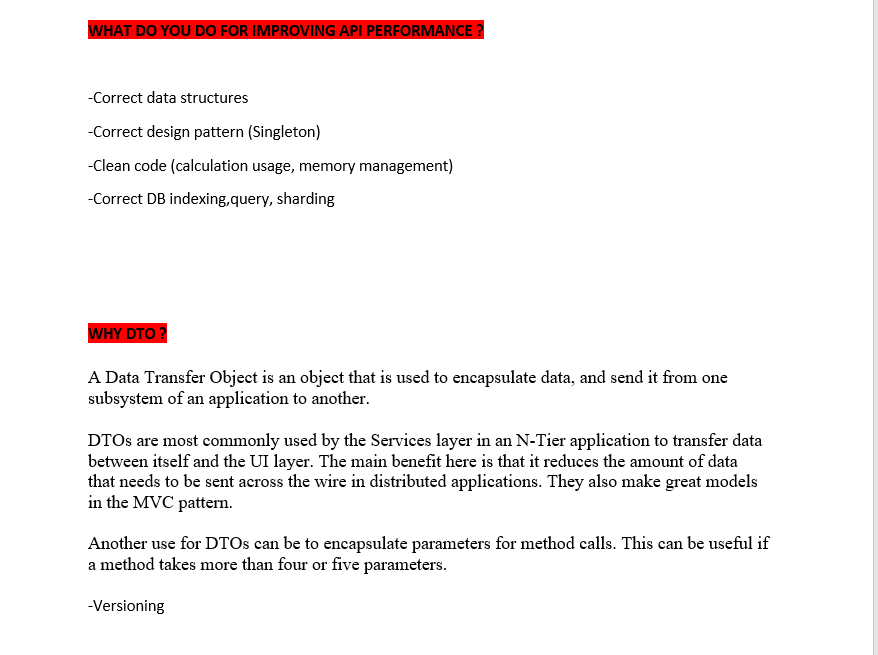 WHAT DO YOU DO FOR IMPROVING API PERFORMANCE ?
-Correct data structures
-Correct design pattern (Singleton)
-Clean code (calculation usage, memory management)
-Correct DB indexing,query, sharding
WHY DTO ?
A Data Transfer Object is an object that is used to encapsulate data, and send it from one
subsystem of an application to another.
DTOs are most commonly used by the Services layer in an N-Tier application to transfer data
between itself and the UI layer. The main benefit here is that it reduces the amount of data
that needs to be sent across the wire in distributed applications. They also make great models
in the MVC pattern.
Another use for DTOs can be to encapsulate parameters for method calls. This can be useful if
a method takes more than four or five parameters.
-Versioning